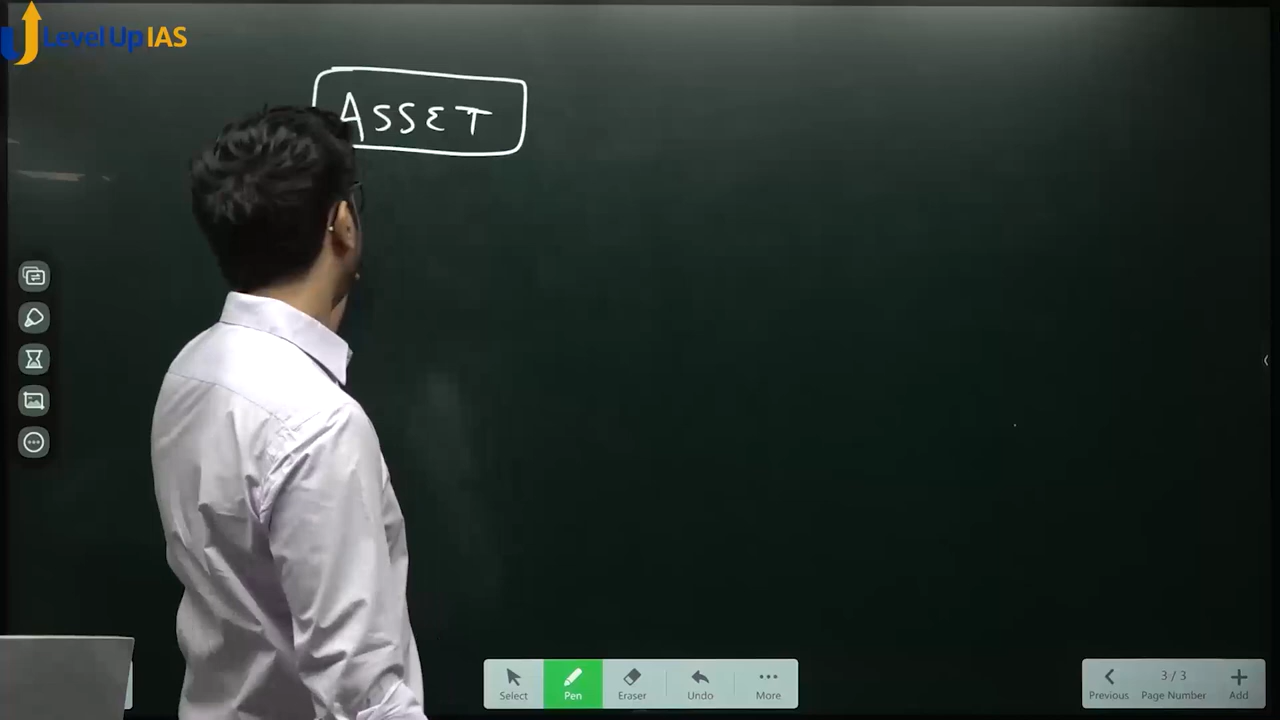 Level Up IAS
ASSET
Select
Pen
Eraser
Undo
More
Previous
3 / 3
Page Number
Add